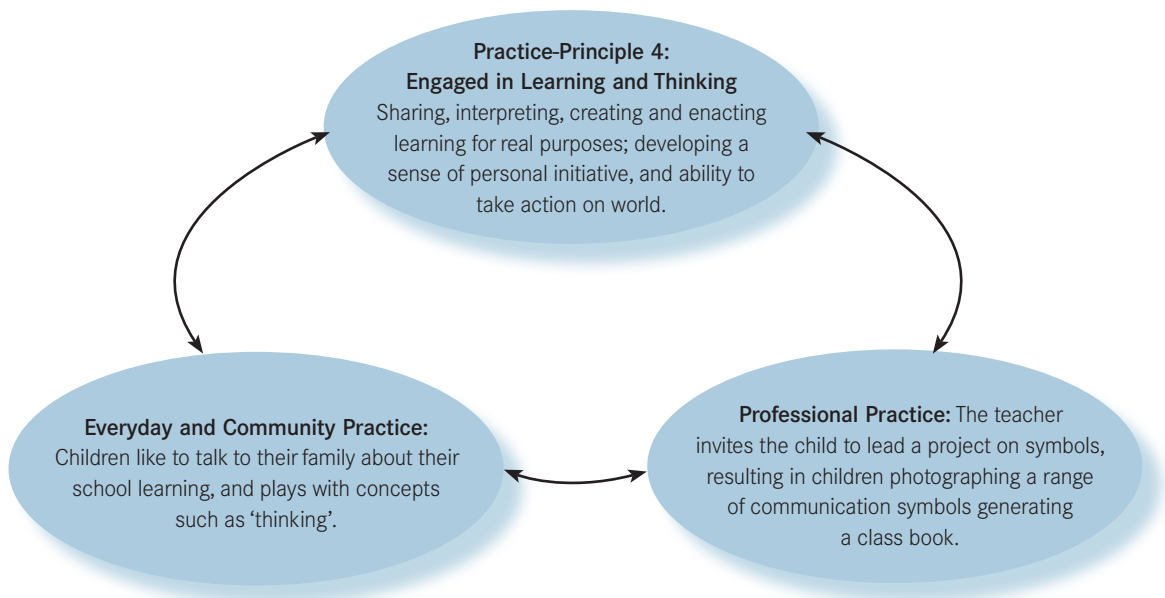 Practice-Principle 4:
Engaged in Learning and Thinking
Sharing, interpreting, creating and enacting
learning for real purposes; developing a
sense of personal initiative, and ability to
take action on world.
Everyday and Community Practice:
Children like to talk to their family about their
school learning, and plays with concepts
such as ‘thinking’.
Professional Practice: The teacher
invites the child to lead a project on symbols,
resulting in children photographing a range
of communication symbols generating
a class book.